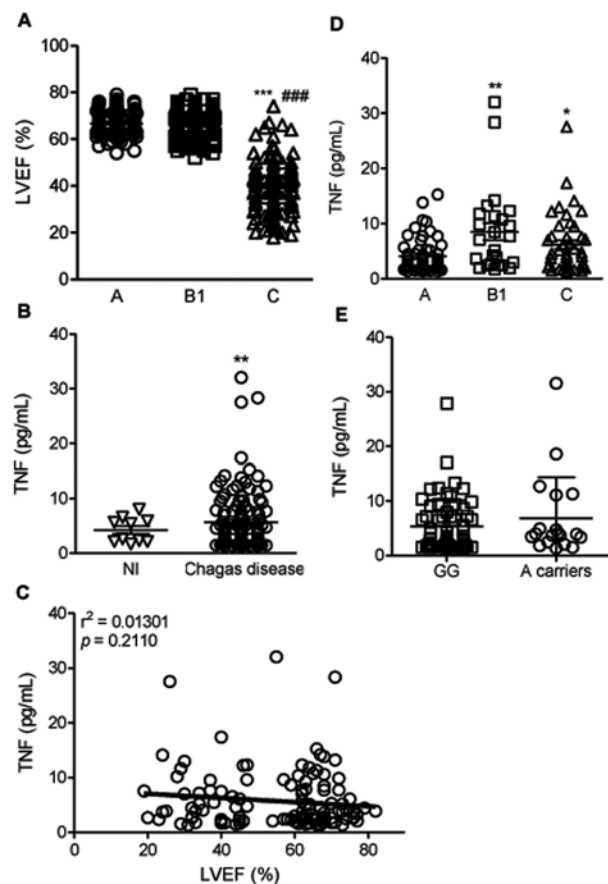 A
100
80
60
40
20
0
LVEF (%)
*** ###
A B1 C
D
40
30
20
10
0
TNF (pg/mL)
**
*
A B1 C
B
40
30
20
10
0
TNF (pg/mL)
**
NI Chagas disease
E
40
30
20
10
0
TNF (pg/mL)
GG A carriers
C
40
30
20
10
0
TNF (pg/mL)
r² = 0.01301
p = 0.2110
0 20 40 60 80
LVEF (%)